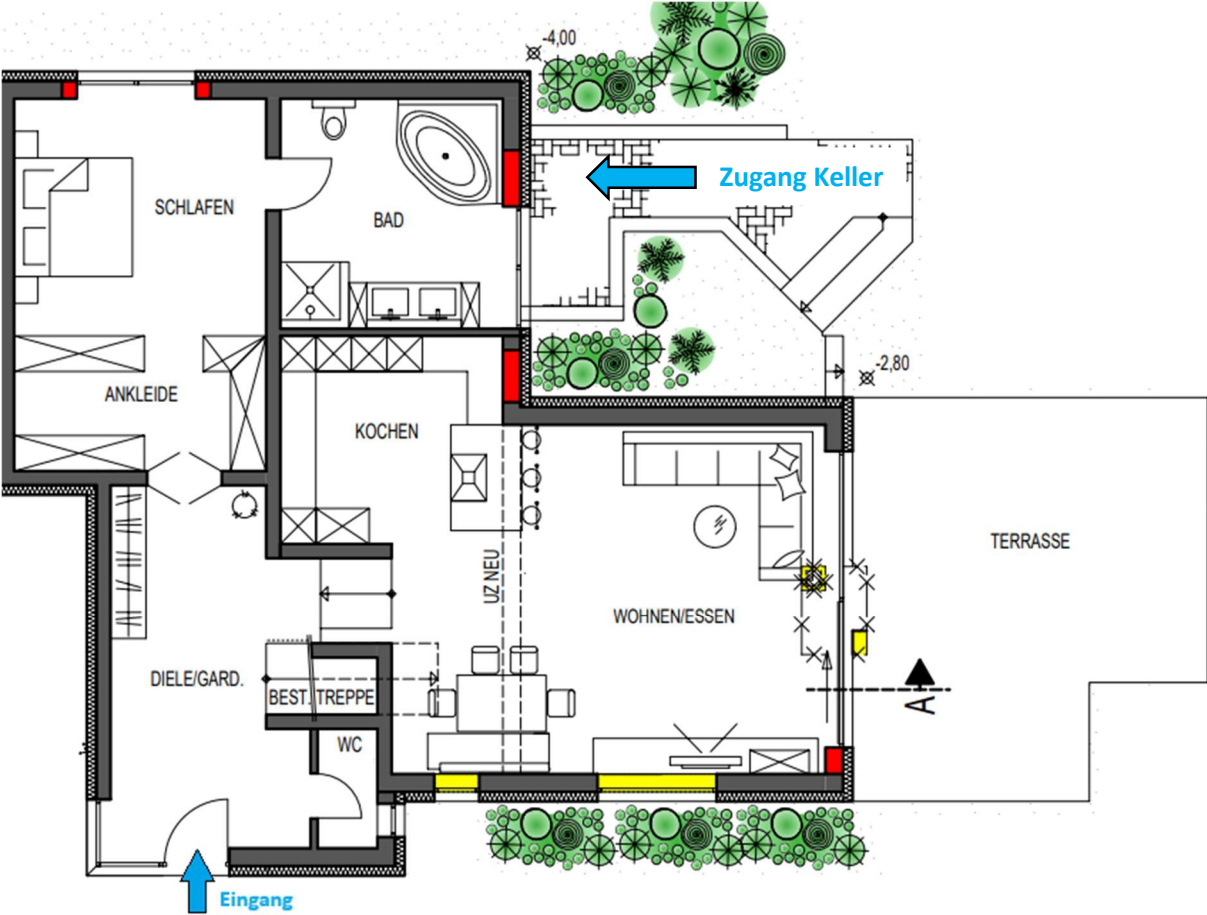 -4,00
Zugang Keller
SCHLAFEN
BAD
-2,80
ANKLEIDE
KOCHEN
TERRASSE
UZ NEU
WOHNEN/ESSEN
DIELE/GARD.
BEST. TREPPE
A
WC
Eingang